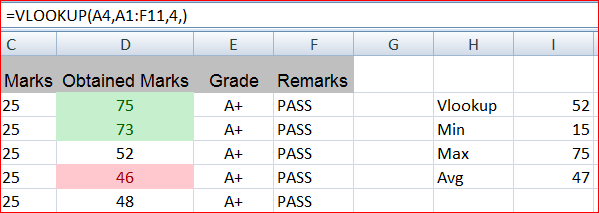 =VLOOKUP(A4,A1:F11,4,)
C D E F G H I
Marks Obtained Marks Grade Remarks
25 75 A+ PASS Vlookup 52
25 73 A+ PASS Min 15
25 52 A+ PASS Max 75
25 46 A+ PASS Avg 47
25 48 A+ PASS